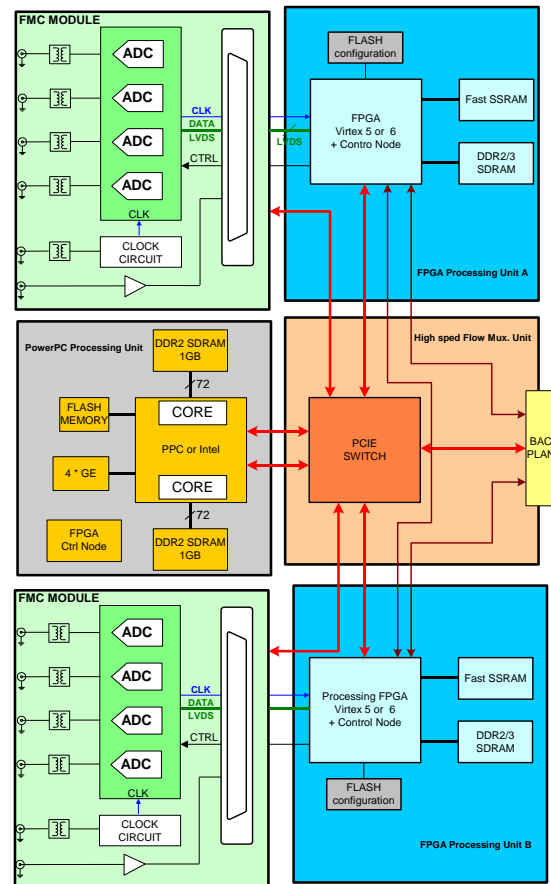 FMC MODULE
ADC
ADC
ADC
ADC
CLK
DATA
LVDS
CTRL
CLK
CLOCK
CIRCUIT
LVDS
FLASH
configuration
FPGA
Virtex 5 or 6
+ Contro Node
Fast SSRAM
DDR2/3
SDRAM
FPGA Processing Unit A
PowerPC Processing Unit
DDR2 SDRAM
1GB
72
FLASH
MEMORY
CORE
PPC or Intel
4 * GE
CORE
72
FPGA
Ctrl Node
DDR2 SDRAM
1GB
High sped Flow Mux. Unit
PCIE
SWITCH
BAC
PLAN
FMC MODULE
ADC
ADC
ADC
ADC
CLK
DATA
LVDS
CTRL
CLK
CLOCK
CIRCUIT
Processing FPGA
Virtex 5 or 6
+ Control Node
Fast SSRAM
DDR2/3
SDRAM
FLASH
configuration
FPGA Processing Unit B